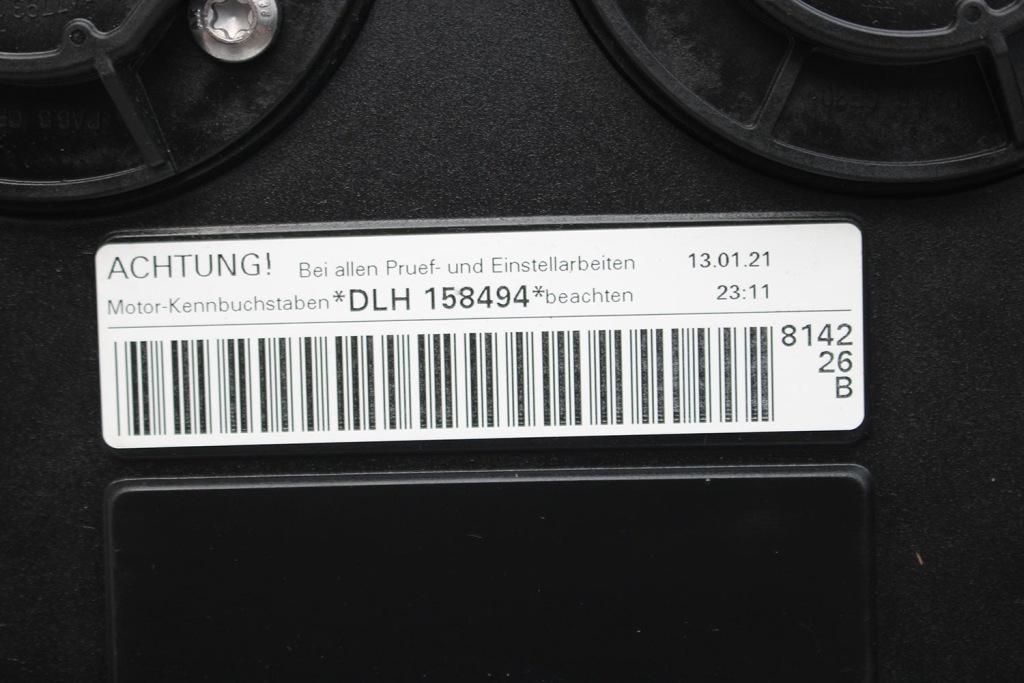 ACHTUNG! Bei allen Pruef- und Einstellarbeiten 13.01.21
Motor-Kennbuchstaben *DLH 158494* beachten 23:11
8142
26
B